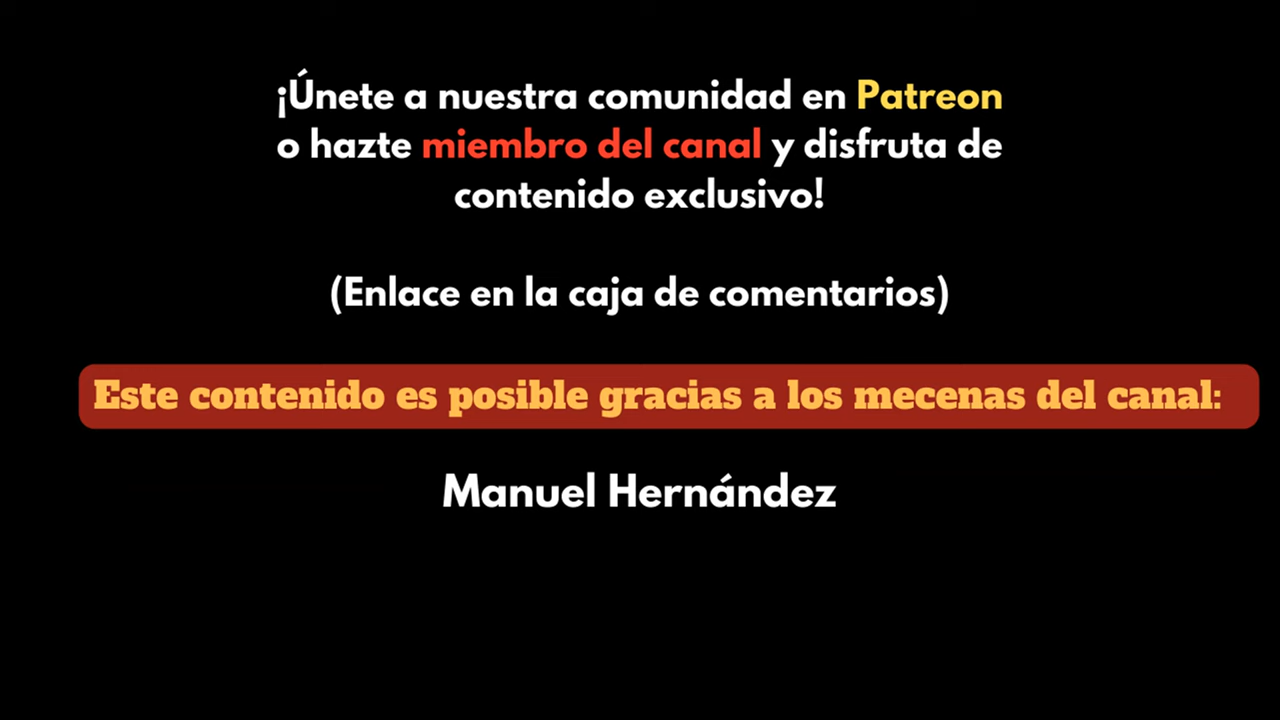 ¡Únete a nuestra comunidad en Patreon
o hazte miembro del canal y disfruta de
contenido exclusivo!
(Enlace en la caja de comentarios)
Este contenido es posible gracias a los mecenas del canal:
Manuel Hernández